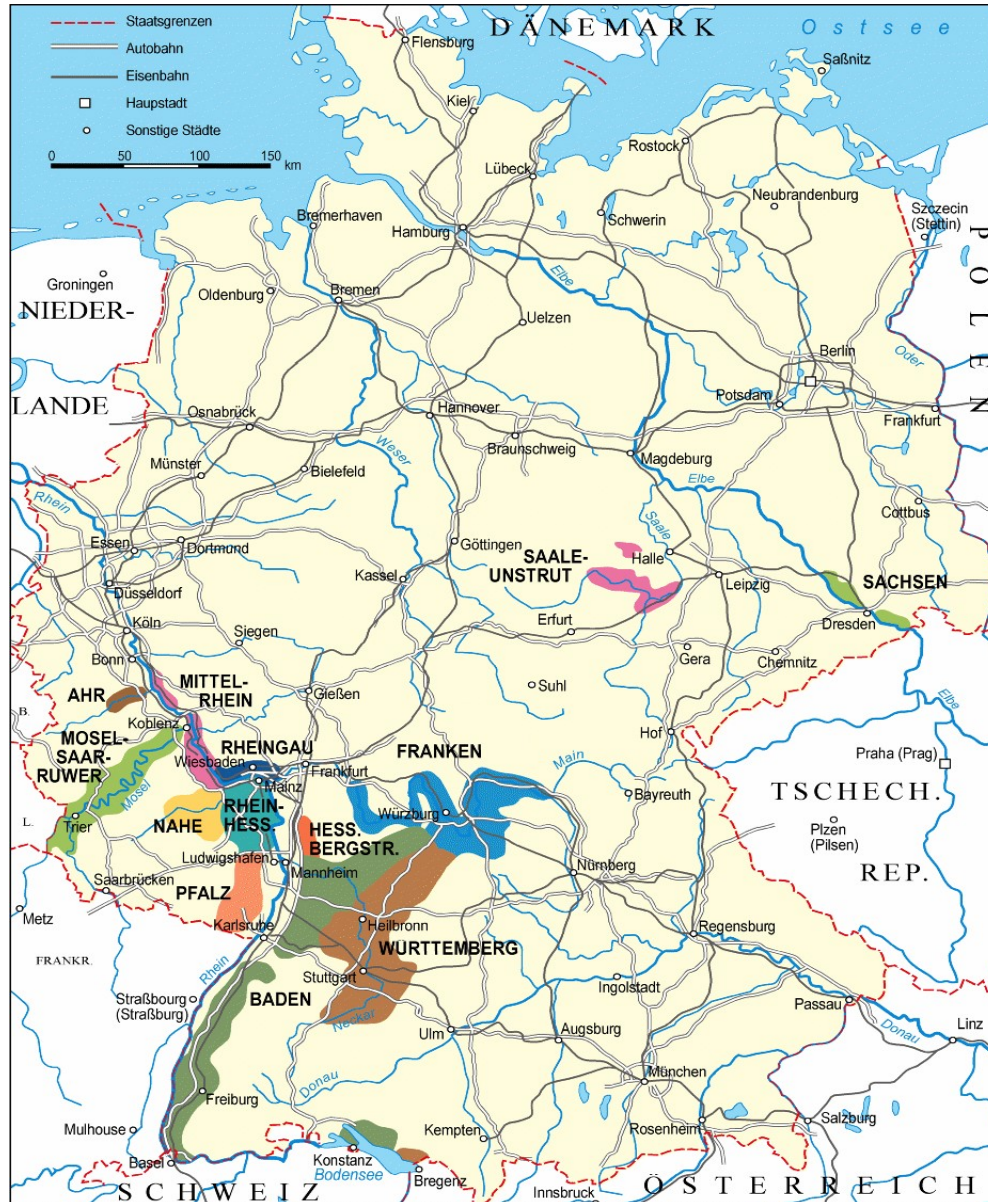 Staatsgrenzen
Autobahn
Eisenbahn
Haupstadt
Sonstige Städte
0 50 100 150
km
DÄNEMARK
Ostsee
Flensburg
Saßnitz
Kiel
Rostock
Lübeck
Neubrandenburg
Schwerin
Bremerhaven
Hamburg
Szczecin
(Stettin)
POLEN
Groningen
NIEDER-
LANDE
Oldenburg
Bremen
Elbe
Uelzen
Oder
Berlin
Potsdam
Frankfurt
Osnabrück
Hannover
Braunschweig
Magdeburg
Münster
Bielefeld
Weser
Elbe
Rhein
Saale
Cottbus
Essen
Dortmund
Göttingen
SAALE-
UNSTRUT
Halle
Düsseldorf
Kassel
Leipzig
SACHSEN
Dresden
Köln
Siegen
Erfurt
Bonn
Gera
Chemnitz
AHR
MITTEL-
RHEIN
Gießen
Suhl
B.
Koblenz
Hof
Elbe
MOSEL-
SAAR-
RUWER
RHEINGAU
Wiesbaden
Frankfurt
FRANKEN
Main
Praha (Prag)
Mosel
Mainz
Bayreuth
TSCHECH.
REP.
L.
Trier
NAHE
RHEIN-
HESS.
HESS.
BERGSTR.
Würzburg
Plzen
(Pilsen)
Ludwigshafen
Mannheim
Nürnberg
Saarbrücken
PFALZ
Metz
Karlsruhe
Heilbronn
WÜRTTEMBERG
Regensburg
FRANKR.
Rhein
Stuttgart
Ingolstadt
Straßbourg
(Straßburg)
BADEN
Neckar
Passau
Donau
Linz
Ulm
Augsburg
Donau
München
Freiburg
Mulhouse
Kempten
Rosenheim
Salzburg
Basel
Konstanz
Bodensee
Bregenz
Innsbruck
SCHWEIZ
ÖSTERREICH